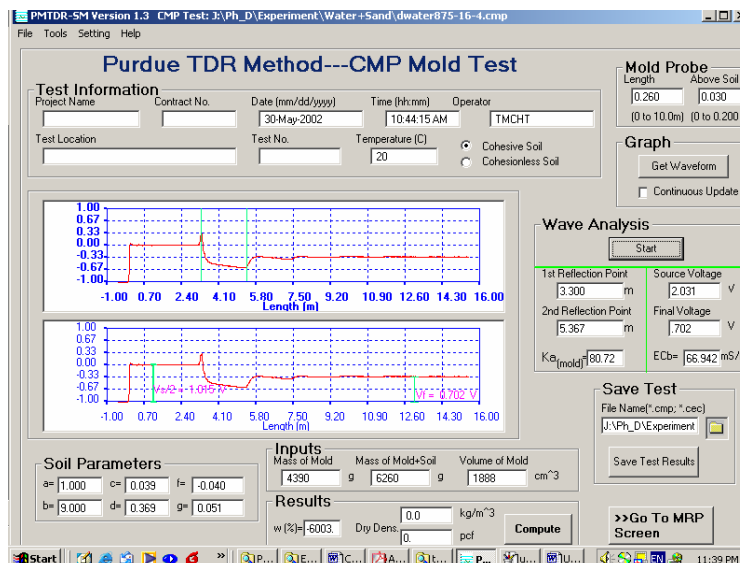 PMTDR-SM Version 1.3 CMP Test: J:\Ph_D\Experiment\Water+Sand\dwater875-16-4.cmp
File Tools Setting Help
Purdue TDR Method---CMP Mold Test
Test Information
Project Name Contract No. Date (mm/dd/yyyy) Time (hh:mm) Operator
30-May-2002 10:44:15 AM TMCHT
Test Location Test No. Temperature (C)
20
Cohesive Soil
Cohesionless Soil
Mold Probe
Length Above Soil
0.260 0.030
(0 to 10.0m) (0 to 0.200
Graph
Get Waveform
Continuous Update
1.00
0.67
0.33
0.00
-0.33
-0.67
-1.00
-1.00 0.70 2.40 4.10 5.80 7.50 9.20 10.90 12.60 14.30 16.00
Length (m)
1.00
0.67
0.33
0.00
-0.33
-0.67
-1.00
Vs/2 = 1.015 V
Vf = 0.702 V
-1.00 0.70 2.40 4.10 5.80 7.50 9.20 10.90 12.60 14.30 16.00
Length (m)
Wave Analysis
Start
1st Reflection Point Source Voltage
3.300 m 2.031 V
2nd Reflection Point Final Voltage
5.367 m .702 V
Ka(mold)= 80.72 ECb= 66.942 mS/
Save Test
File Name(*.cmp; *.cec)
J:\Ph_D\Experiment
Save Test Results
Soil Parameters
a= 1.000 c= 0.039 f= -0.040
b= 9.000 d= 0.369 g= 0.051
Inputs
Mass of Mold Mass of Mold+Soil Volume of Mold
4390 g 6260 g 1888 cm^3
Results
w (%)= -6003. Dry Dens. 0.0 kg/m^3
0. pcf
Compute
>>Go To MRP
Screen
Start » P... E... C... A... t... P... u... U... EN 11:39 PM